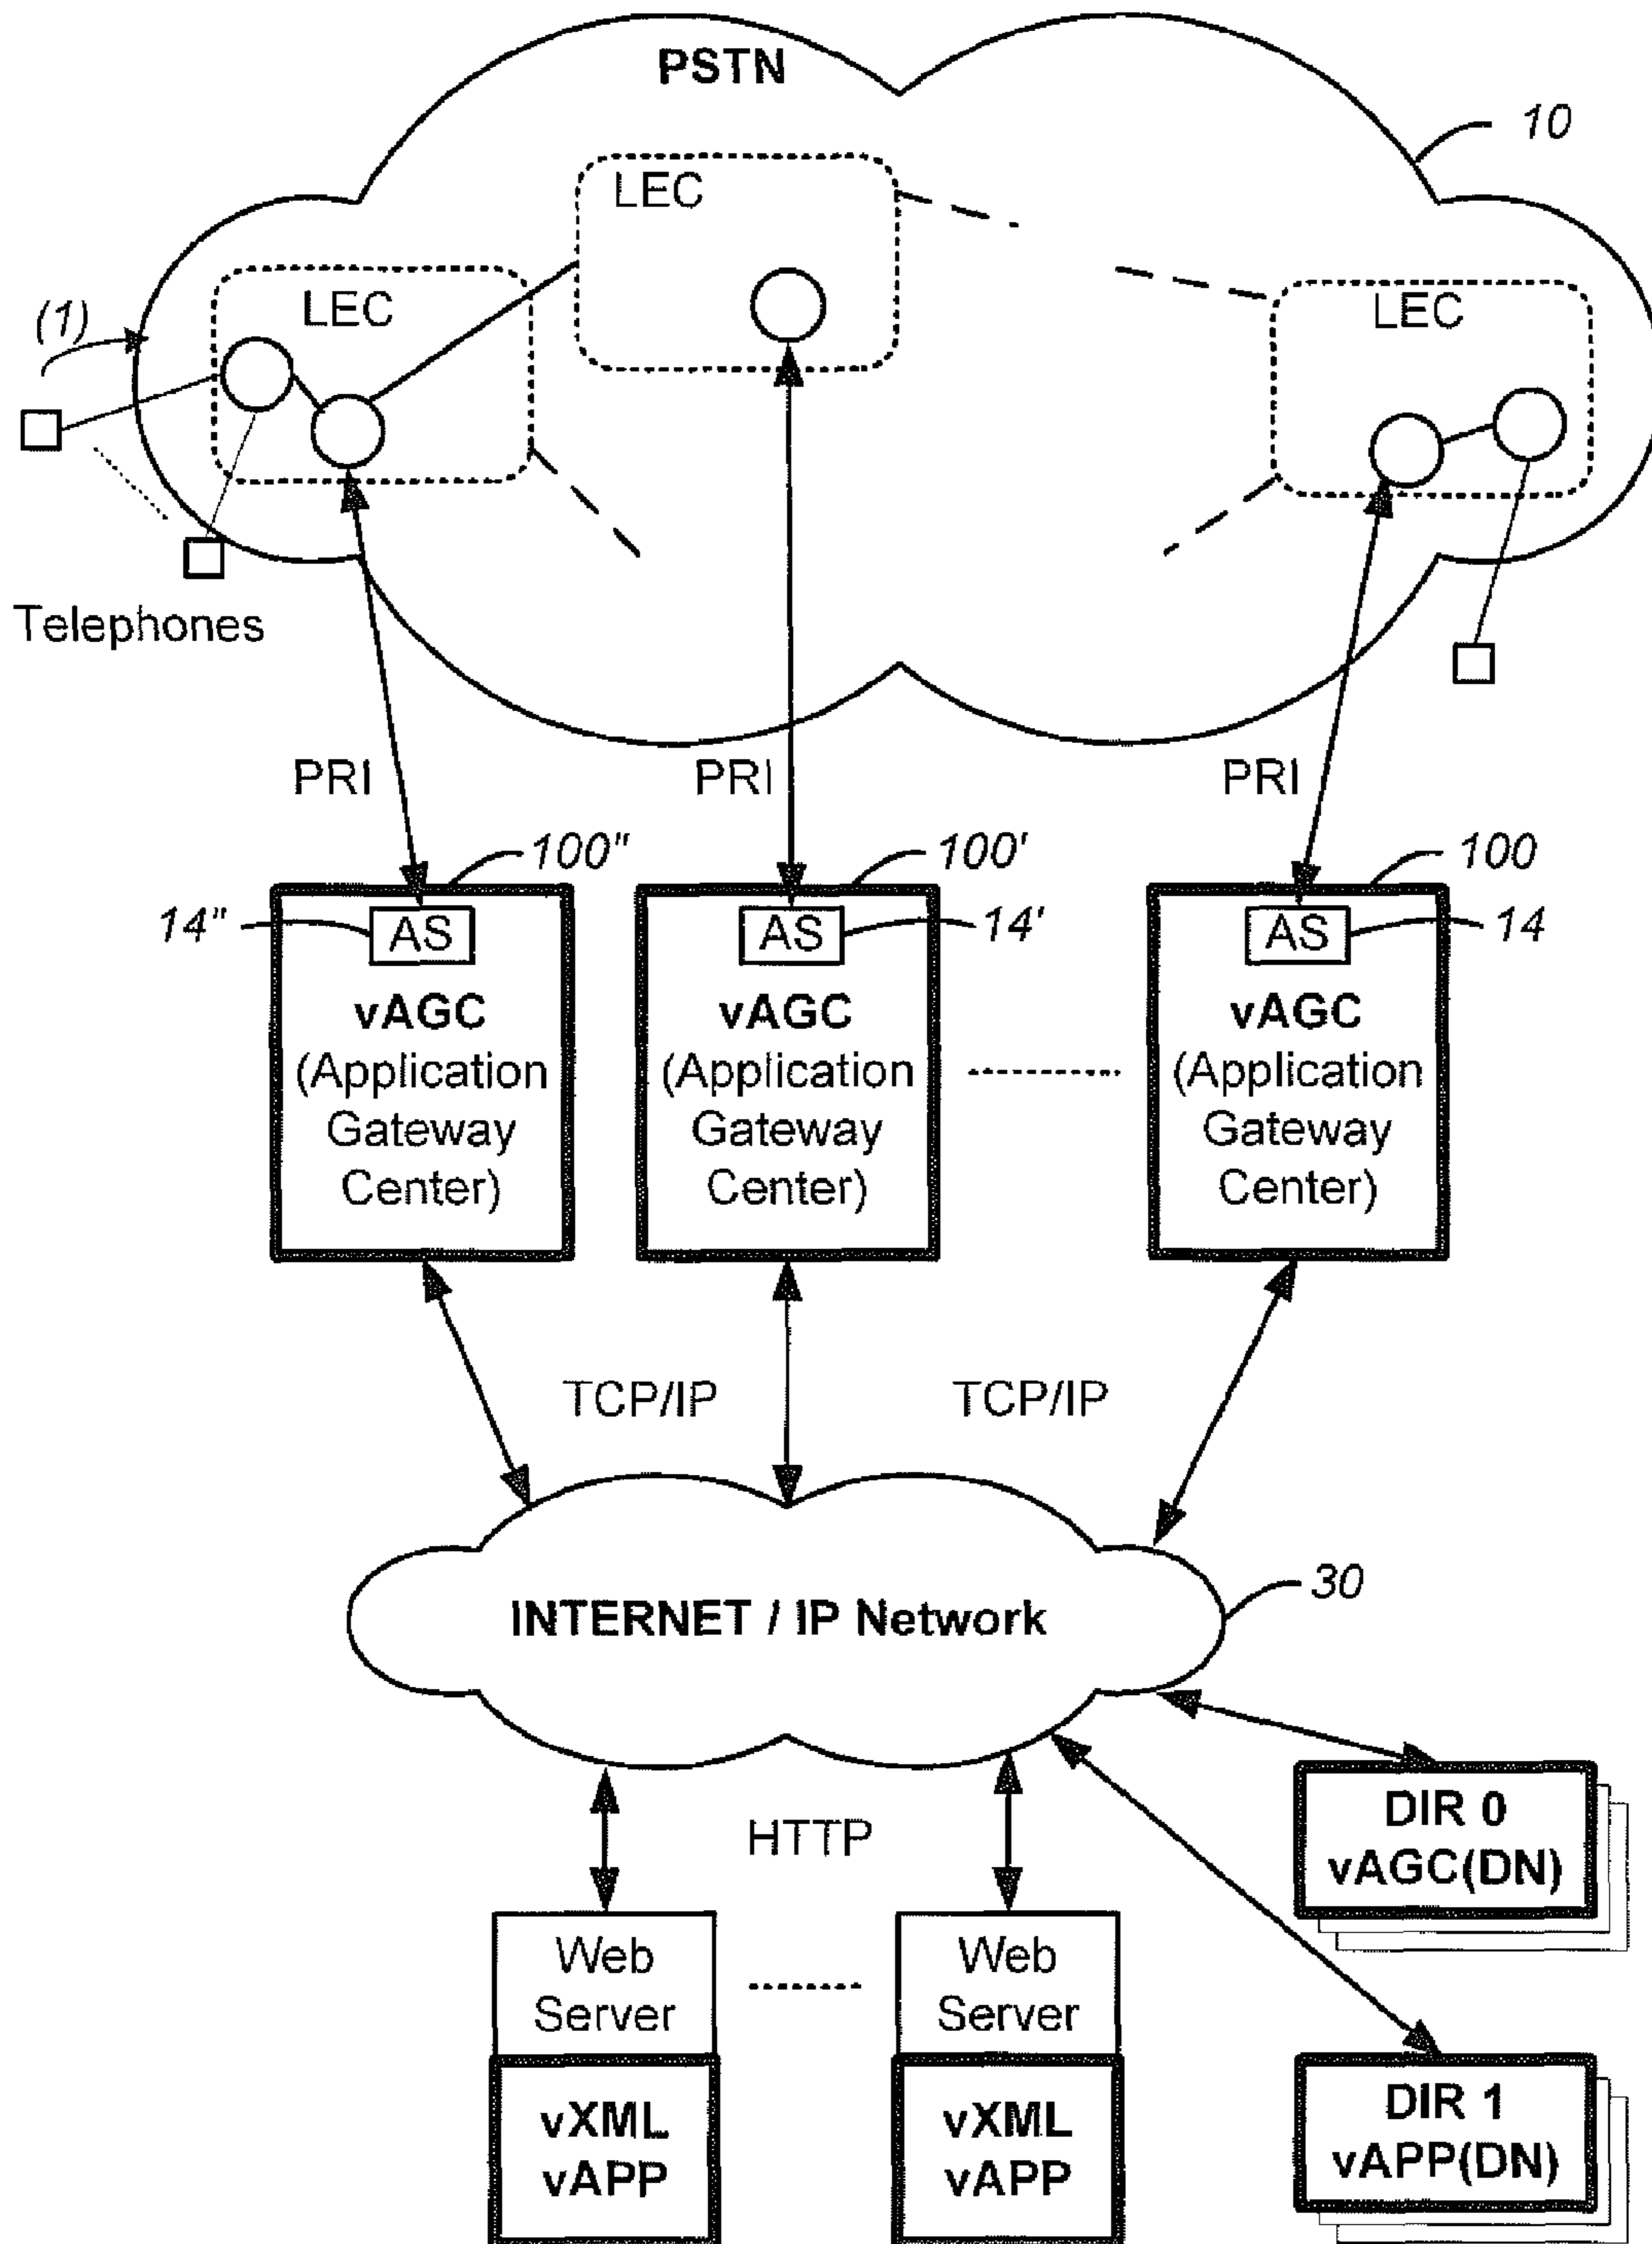 PSTN
10
LEC
LEC
LEC
(1)
Telephones
PRI
PRI
PRI
100"
100'
100
14"
AS
AS
14'
AS
14
vAGC
(Application
Gateway
Center)
vAGC
(Application
Gateway
Center)
vAGC
(Application
Gateway
Center)
TCP/IP
TCP/IP
30
INTERNET / IP Network
HTTP
DIR 0
vAGC(DN)
Web
Server
Web
Server
vXML
vAPP
vXML
vAPP
DIR 1
vAPP(DN)